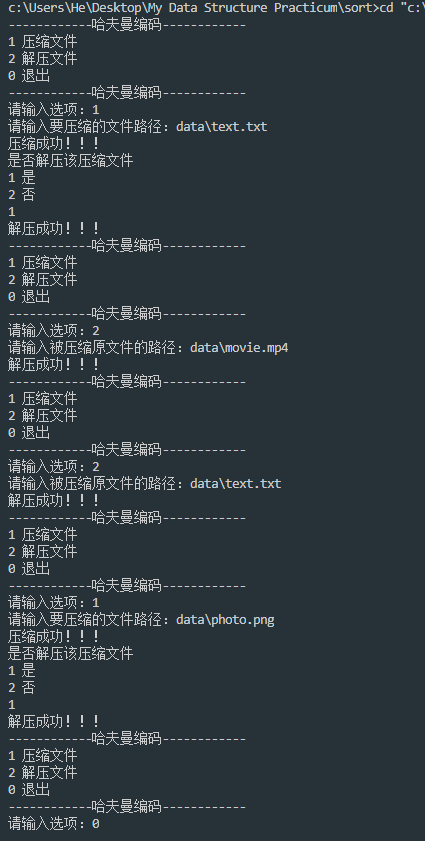 c:\Users\He\Desktop\My Data Structure Practicum\sort>cd "c:\
------------哈夫曼编码------------
1 压缩文件
2 解压文件
0 退出
------------哈夫曼编码------------
请输入选项：1
请输入要压缩的文件路径：data\text.txt
压缩成功！！！
是否解压该压缩文件
1 是
2 否
1
解压成功！！！
------------哈夫曼编码------------
1 压缩文件
2 解压文件
0 退出
------------哈夫曼编码------------
请输入选项：2
请输入被压缩原文件的路径：data\movie.mp4
解压成功！！！
------------哈夫曼编码------------
1 压缩文件
2 解压文件
0 退出
------------哈夫曼编码------------
请输入选项：2
请输入被压缩原文件的路径：data\text.txt
解压成功！！！
------------哈夫曼编码------------
1 压缩文件
2 解压文件
0 退出
------------哈夫曼编码------------
请输入选项：1
请输入要压缩的文件路径：data\photo.png
压缩成功！！！
是否解压该压缩文件
1 是
2 否
1
解压成功！！！
------------哈夫曼编码------------
1 压缩文件
2 解压文件
0 退出
------------哈夫曼编码------------
请输入选项：0